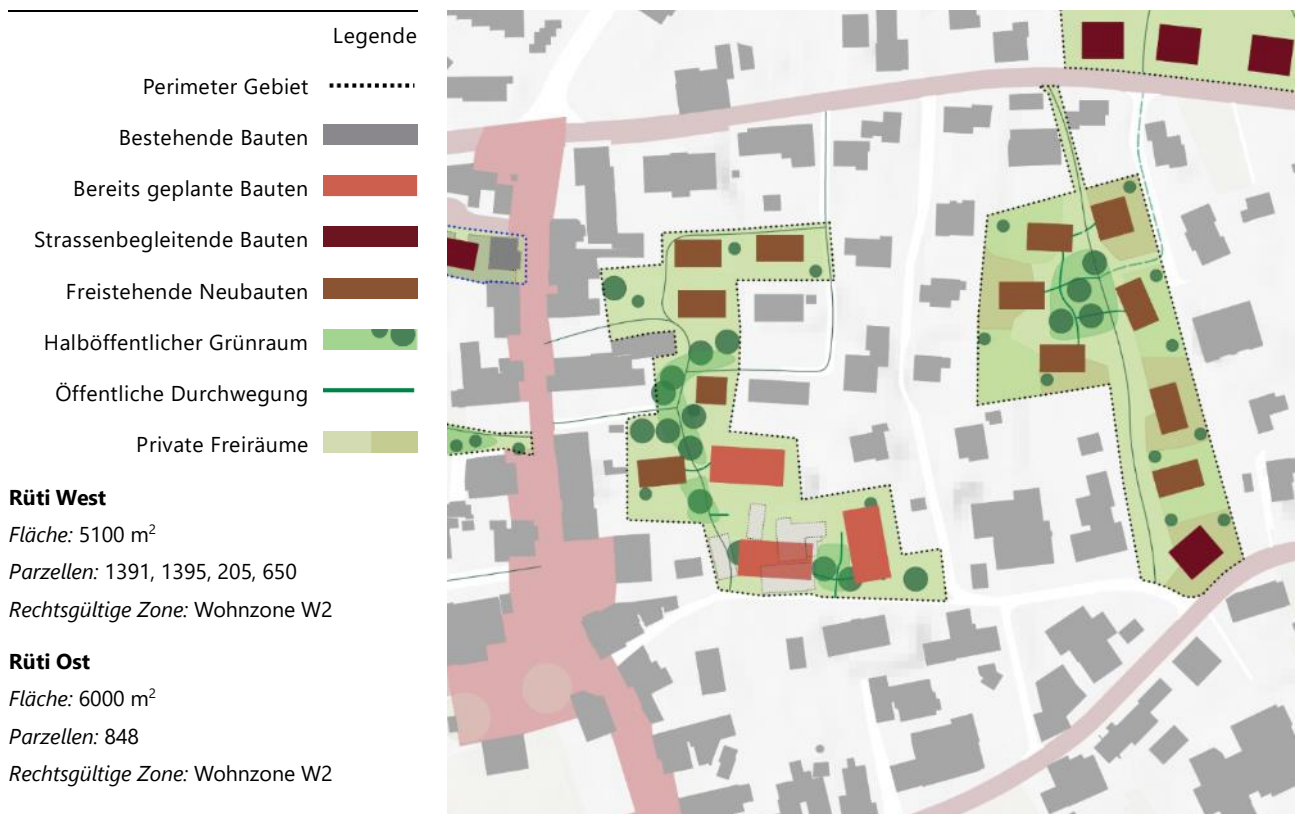 Legende
Perimeter Gebiet
Bestehende Bauten
Bereits geplante Bauten
Strassenbegleitende Bauten
Freistehende Neubauten
Halböffentlicher Grünraum
Öffentliche Durchwegung
Private Freiräume
Rüti West
Fläche: 5100 m²
Parzellen: 1391, 1395, 205, 650
Rechtsgültige Zone: Wohnzone W2
Rüti Ost
Fläche: 6000 m²
Parzellen: 848
Rechtsgültige Zone: Wohnzone W2